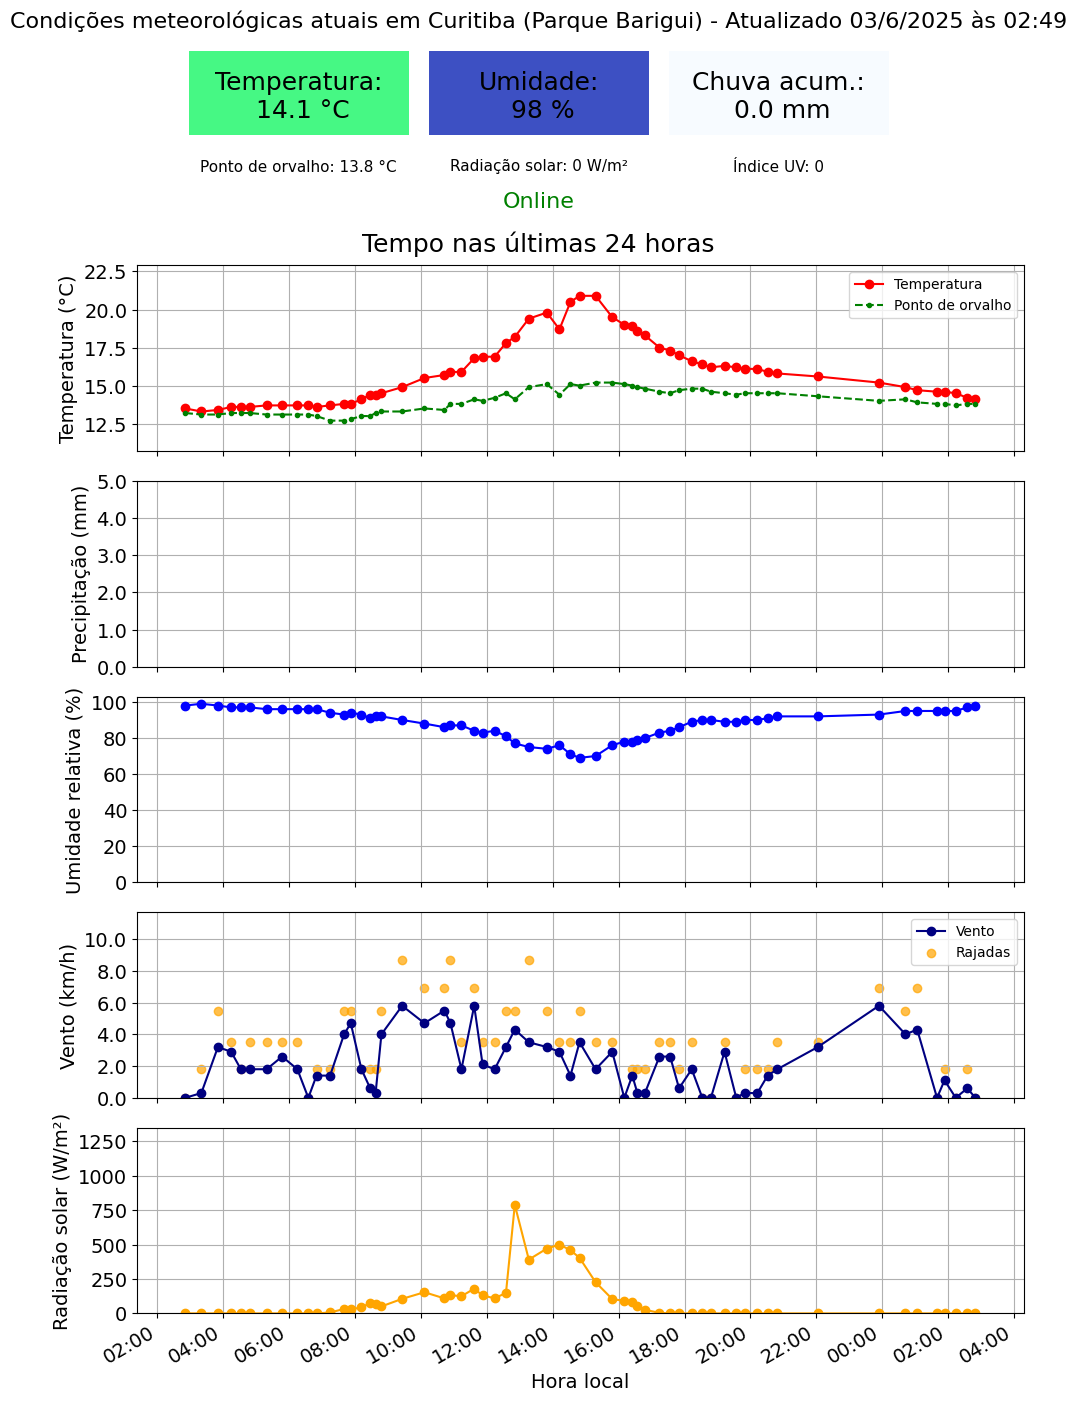 Condições meteorológicas atuais em Curitiba (Parque Barigui) - Atualizado 03/6/2025 às 02:49
Temperatura:
14.1 °C
Umidade:
98 %
Chuva acum.:
0.0 mm
Ponto de orvalho: 13.8 °C
Radiação solar: 0 W/m²
Índice UV: 0
Online
Tempo nas últimas 24 horas
Temperatura (°C)
22.5
20.0
17.5
15.0
12.5
Temperatura
Ponto de orvalho
Precipitação (mm)
5.0
4.0
3.0
2.0
1.0
0.0
Umidade relativa (%)
100
80
60
40
20
0
Vento (km/h)
10.0
8.0
6.0
4.0
2.0
0.0
Vento
Rajadas
Radiação solar (W/m²)
1250
1000
750
500
250
0
02:00
04:00
06:00
08:00
10:00
12:00
14:00
16:00
18:00
20:00
22:00
00:00
02:00
04:00
Hora local